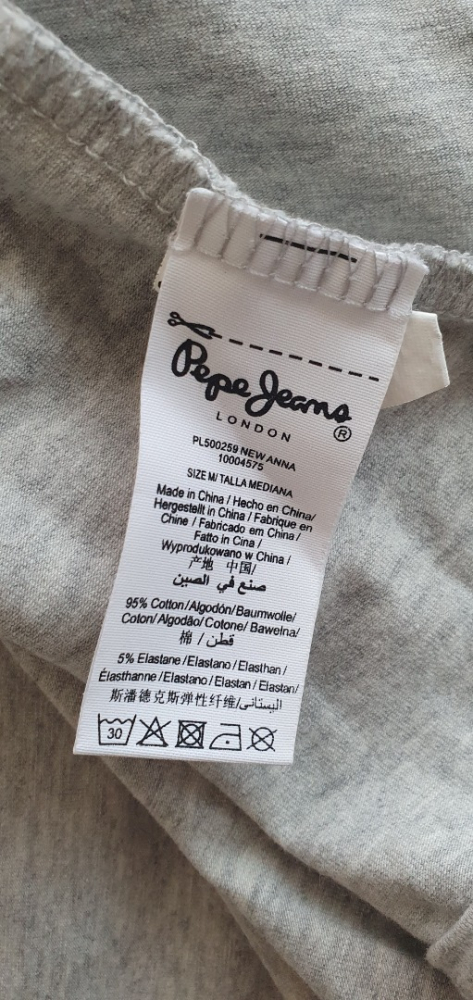 Pepe Jeans
LONDON ®
PL500259 NEW ANNA
10004575
SIZE M/ TALLA MEDIANA
Made in China / Hecho en China/
Hergestellt in China / Fabrique en
Chine / Fabricado em China /
Fatto in Cina /
Wyprodukowano w China /
产地 中国/
صنع في الصين
95% Cotton/Algodón/Baumwolle/
Coton/Algodão/Cotone/Bawełna/
棉 / قطن/
5% Elastane/Elastano/Elasthan/
Élasthanne/Elastano/Elastan/Elastan/
斯潘德克斯弹性纤维/اليستاني
30